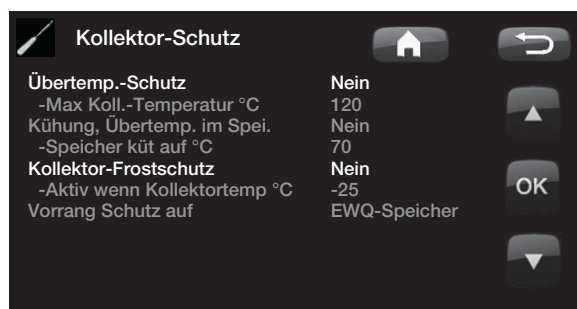 Kollektor-Schutz
Übertemp.-Schutz Nein
-Max Koll.-Temperatur °C 120
Kühung, Übertemp. im Spei. Nein
-Speicher küt auf °C 70
Kollektor-Frostschutz Nein
-Aktiv wenn Kollektortemp °C -25
Vorrang Schutz auf EWQ-Speicher
OK